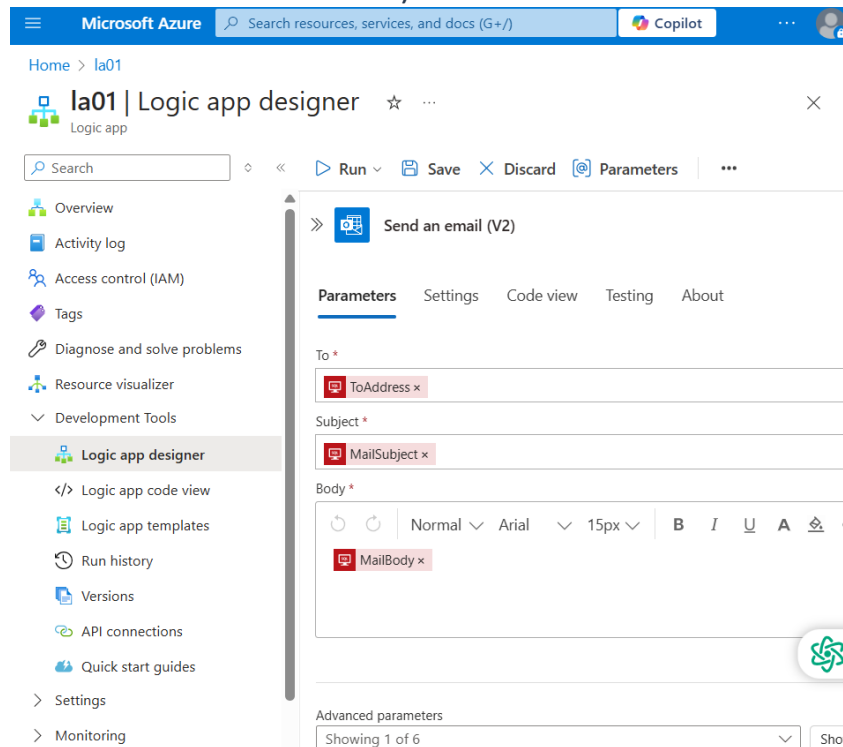 Microsoft Azure Search resources, services, and docs (G+/) Copilot ...
Home > la01
la01 | Logic app designer ...
Logic app
Search Run Save Discard Parameters ...
Overview
Activity log
Access control (IAM)
Tags
Diagnose and solve problems
Resource visualizer
Development Tools
Logic app designer
Logic app code view
Logic app templates
Run history
Versions
API connections
Quick start guides
Settings
Monitoring
Send an email (V2)
Parameters Settings Code view Testing About
To *
ToAddress ×
Subject *
MailSubject ×
Body *
Normal Arial 15px B I U A
MailBody ×
Advanced parameters
Showing 1 of 6 Sho